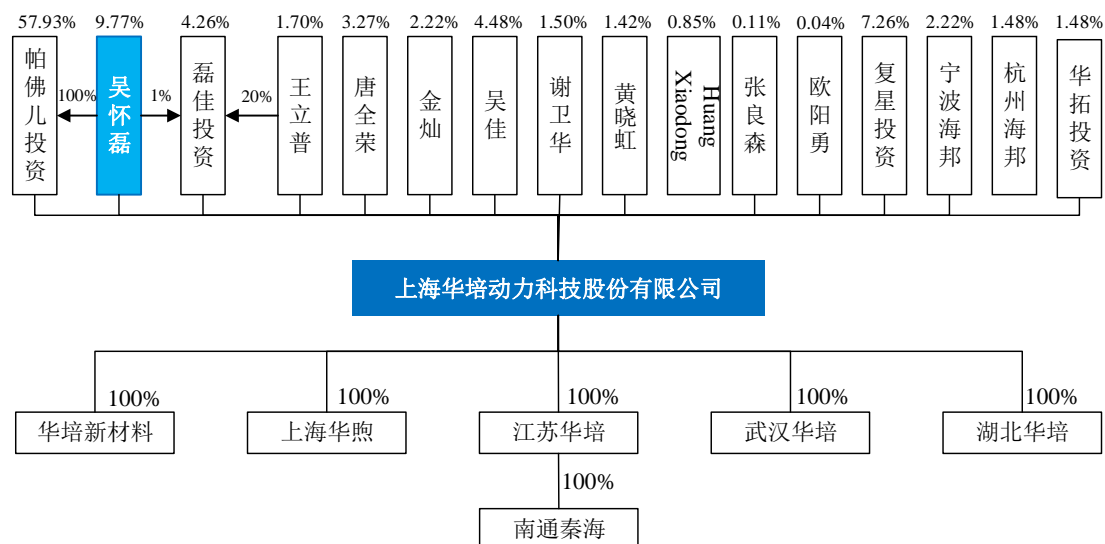 57.93% 9.77% 4.26% 1.70% 3.27% 2.22% 4.48% 1.50% 1.42% 0.85% 0.11% 0.04% 7.26% 2.22% 1.48% 1.48%
帕佛儿投资
100%
吴怀磊
1%
磊佳投资
20%
王立普
唐全荣
金灿
吴佳
谢卫华
黄晓虹
Huang
Xiaodong
张良森
欧阳勇
复星投资
宁波海邦
杭州海邦
华拓投资
上海华培动力科技股份有限公司
100% 100% 100% 100% 100%
华培新材料 上海华煦 江苏华培 武汉华培 湖北华培
100%
南通秦海